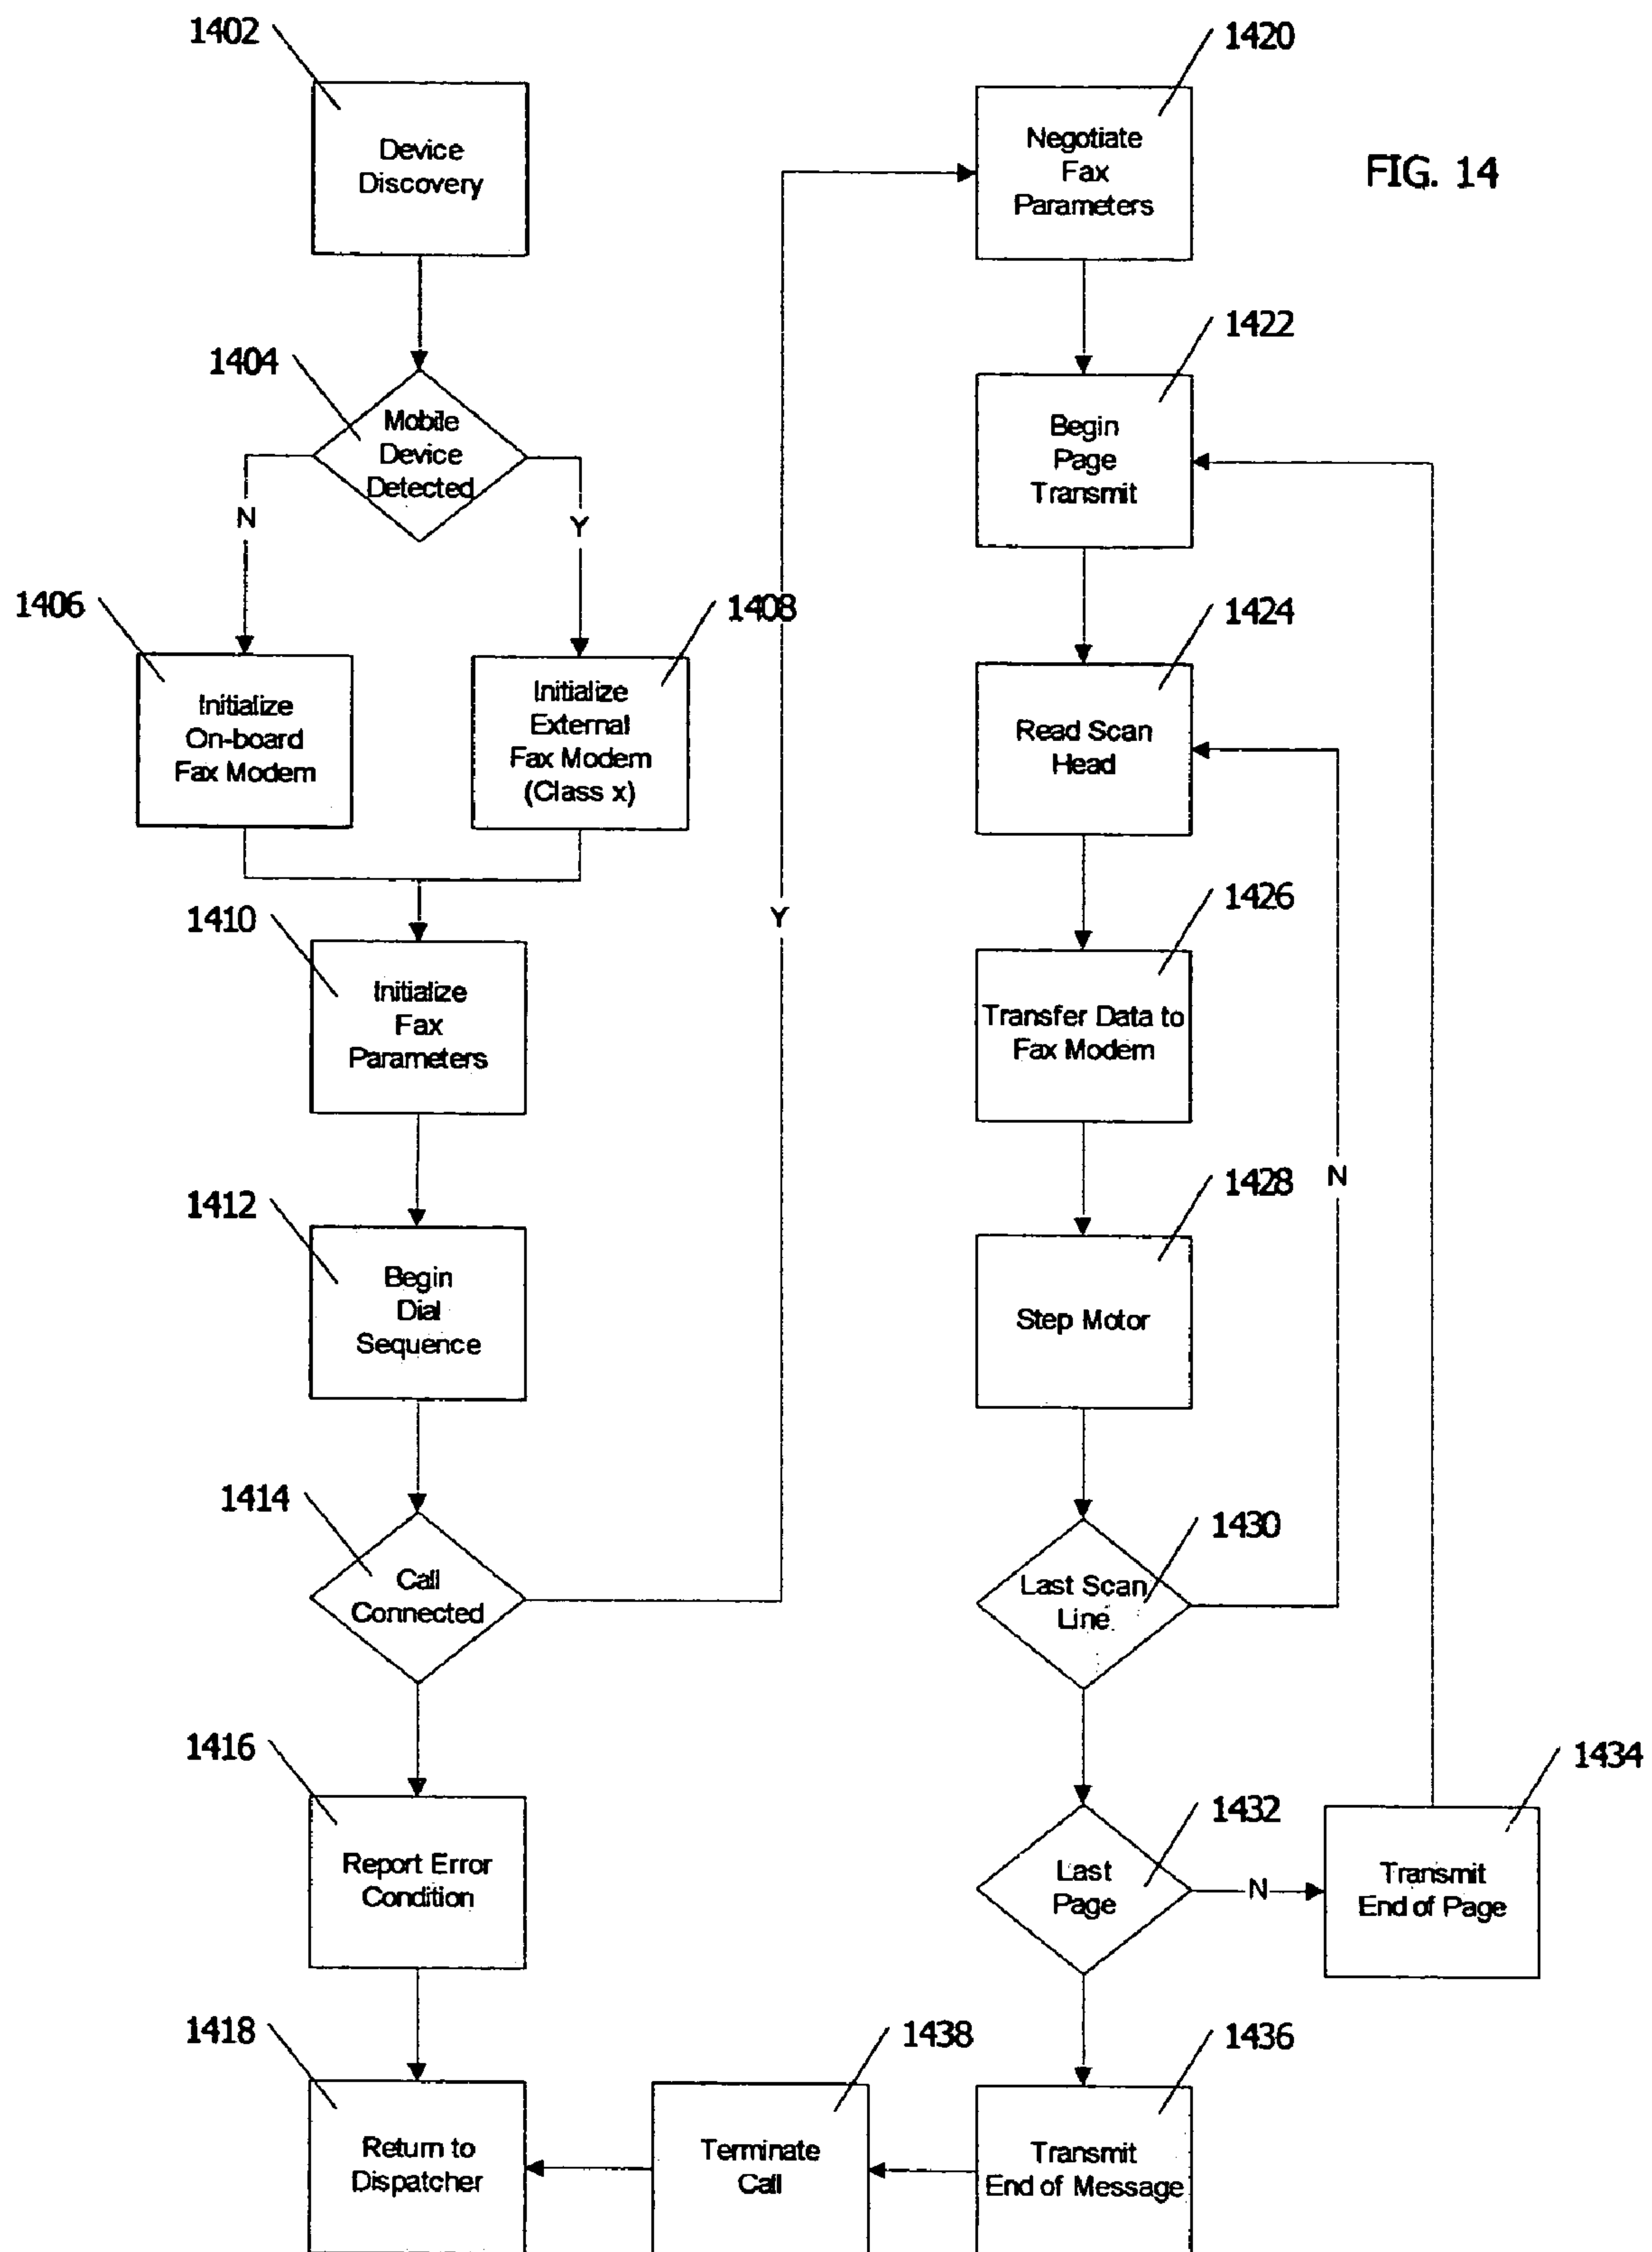 1402
Device
Discovery
1404
Mobile
Device
Detected
N
Y
1406
Initialize
On-board
Fax Modem
1408
Initialize
External
Fax Modem
(Class x)
1410
Initialize
Fax
Parameters
1412
Begin
Dial
Sequence
1414
Call
Connected
Y
1416
Report Error
Condition
1418
Return to
Dispatcher
1420
Negotiate
Fax
Parameters
FIG. 14
1422
Begin
Page
Transmit
1424
Read Scan
Head
1426
Transfer Data to
Fax Modem
1428
Step Motor
N
1430
Last Scan
Line
1432
Last
Page
N
1434
Transmit
End of Page
1436
Transmit
End of Message
1438
Terminate
Call